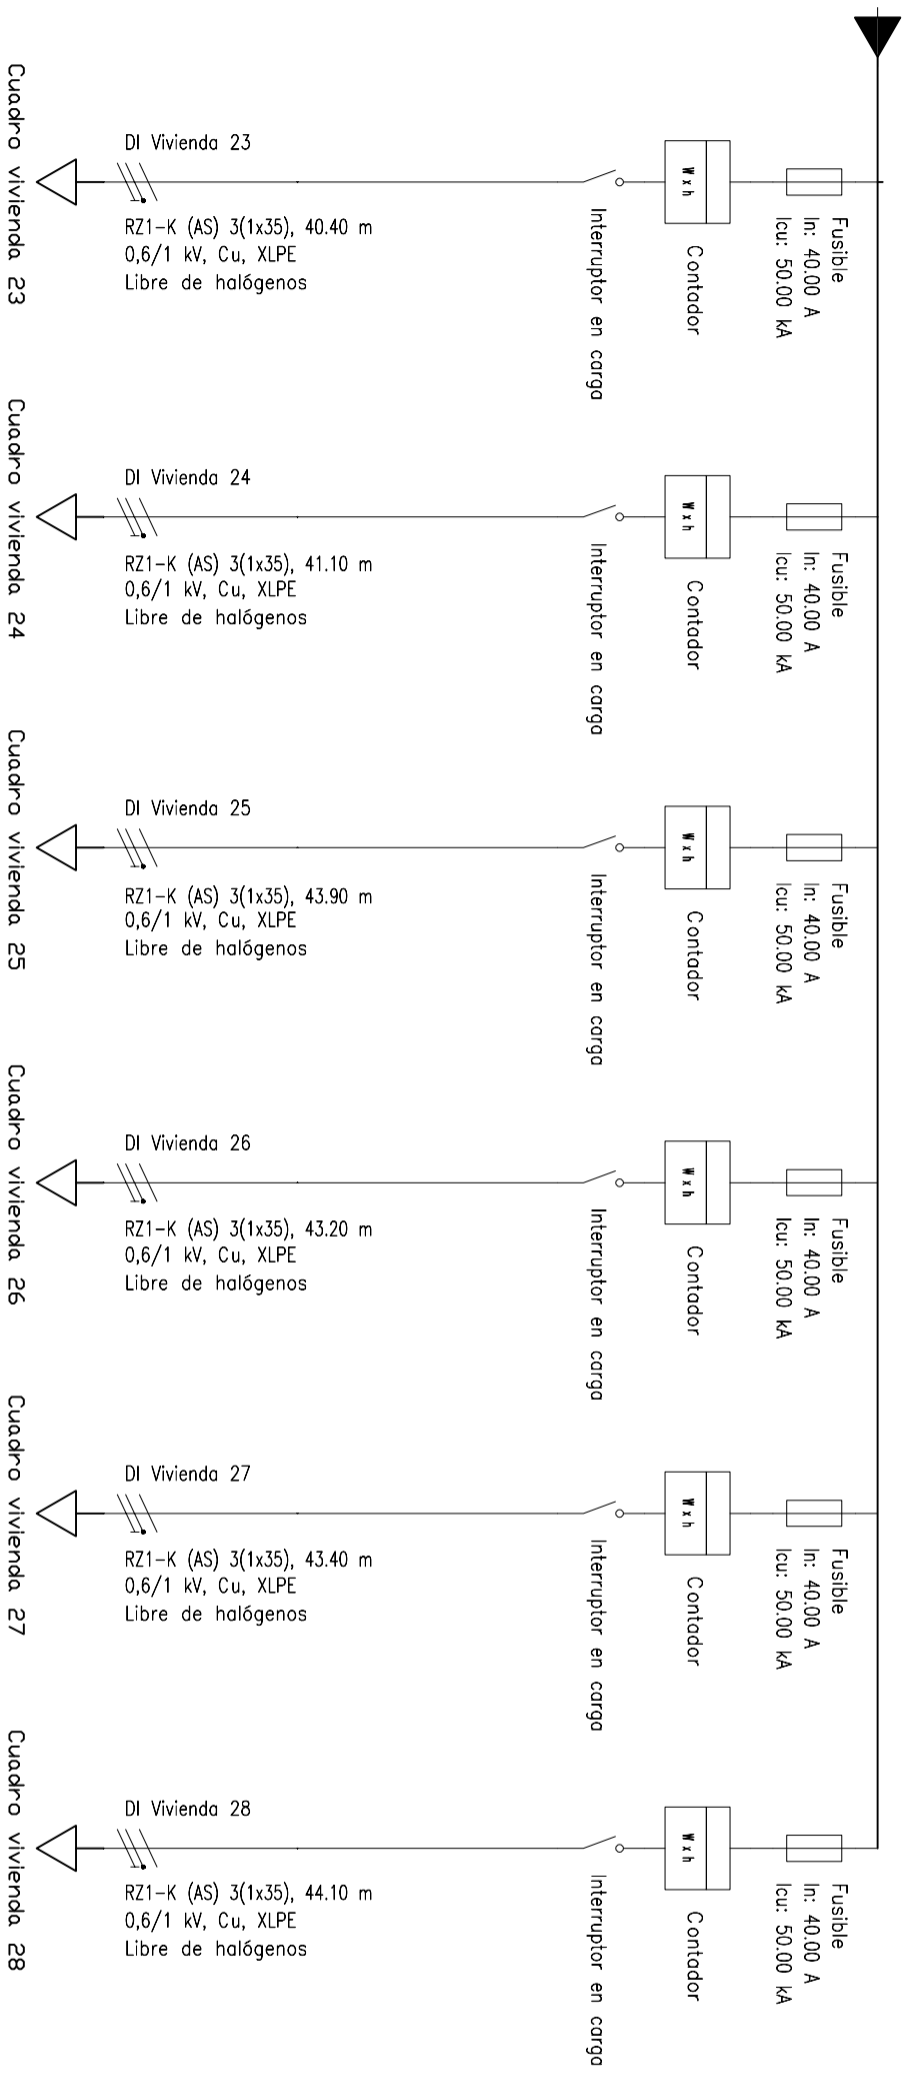 DI Vivienda 23
RZ1-K (AS) 3(1x35), 40.40 m
0,6/1 kV, Cu, XLPE
Libre de halógenos
Interruptor en carga
Wxh
Contador
Fusible
In: 40.00 A
Icu: 50.00 kA
Cuadro vivienda 23
DI Vivienda 24
RZ1-K (AS) 3(1x35), 41.10 m
0,6/1 kV, Cu, XLPE
Libre de halógenos
Interruptor en carga
Wxh
Contador
Fusible
In: 40.00 A
Icu: 50.00 kA
Cuadro vivienda 24
DI Vivienda 25
RZ1-K (AS) 3(1x35), 43.90 m
0,6/1 kV, Cu, XLPE
Libre de halógenos
Interruptor en carga
Wxh
Contador
Fusible
In: 40.00 A
Icu: 50.00 kA
Cuadro vivienda 25
DI Vivienda 26
RZ1-K (AS) 3(1x35), 43.20 m
0,6/1 kV, Cu, XLPE
Libre de halógenos
Interruptor en carga
Wxh
Contador
Fusible
In: 40.00 A
Icu: 50.00 kA
Cuadro vivienda 26
DI Vivienda 27
RZ1-K (AS) 3(1x35), 43.40 m
0,6/1 kV, Cu, XLPE
Libre de halógenos
Interruptor en carga
Wxh
Contador
Fusible
In: 40.00 A
Icu: 50.00 kA
Cuadro vivienda 27
DI Vivienda 28
RZ1-K (AS) 3(1x35), 44.10 m
0,6/1 kV, Cu, XLPE
Libre de halógenos
Interruptor en carga
Wxh
Contador
Fusible
In: 40.00 A
Icu: 50.00 kA
Cuadro vivienda 28